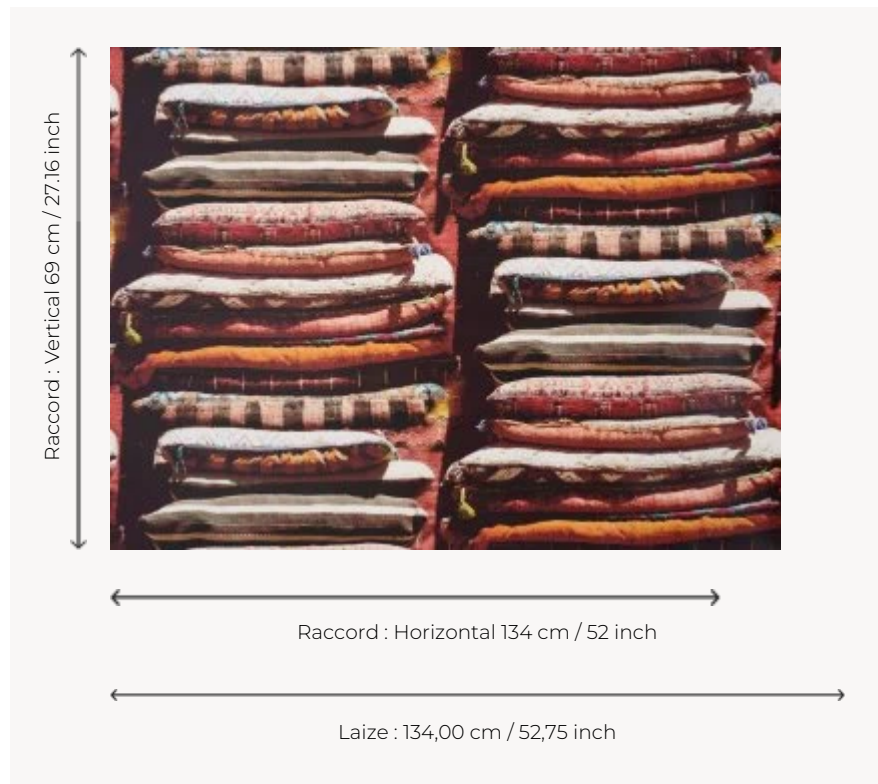 Raccord : Vertical 69 cm / 27.16 inch
Raccord : Horizontal 134 cm / 52 inch
Laize : 134,00 cm / 52,75 inch